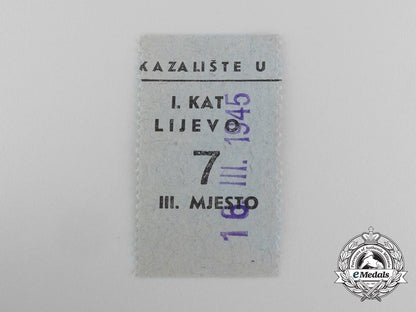 KAZALIŠTE U
I. KAT
LIJEVO
7
III. MJESTO
16 III. 1945
eMedals